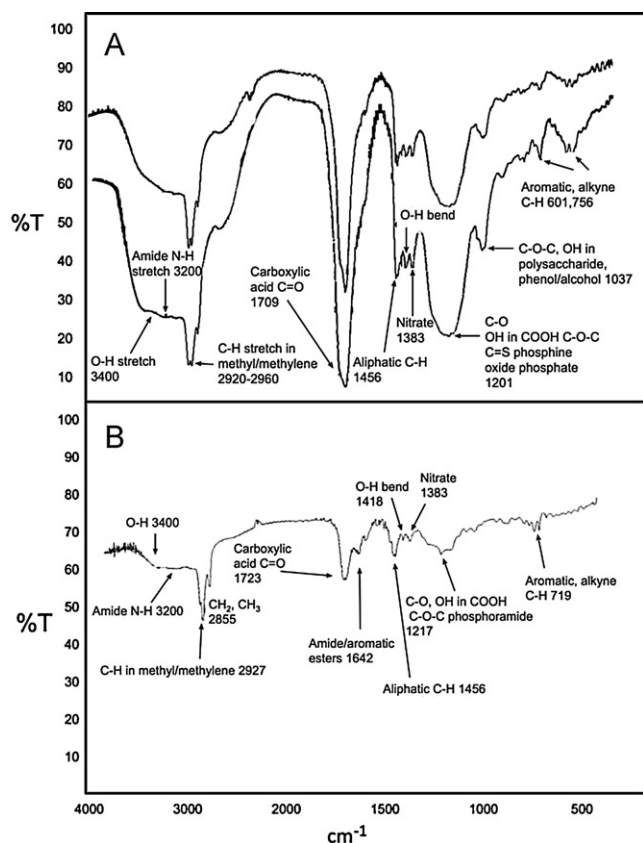 A
100
90
80
70
60
50
40
30
20
10
%T
Amide N-H
stretch 3200
O-H stretch
3400
C-H stretch in
methyl/methylene
2920-2960
Carboxylic
acid C=O
1709
Aliphatic C-H
1456
O-H bend
Nitrate
1383
C-O
OH in COOH C-O-C
C=S phosphine
oxide phosphate
1201
C-O-C, OH in
polysaccharide,
phenol/alcohol 1037
Aromatic, alkyne
C-H 601,756
B
100
90
80
70
60
50
40
30
20
10
%T
O-H 3400
Amide N-H 3200
C-H in methyl/methylene 2927
CH₂, CH₃
2855
Carboxylic
acid C=O
1723
Amide/aromatic
esters 1642
Aliphatic C-H 1456
O-H bend
1418
Nitrate
1383
C-O, OH in COOH
C-O-C phosphoramide
1217
Aromatic, alkyne
C-H 719
4000 3000 2000 1500 1000 500
cm⁻¹